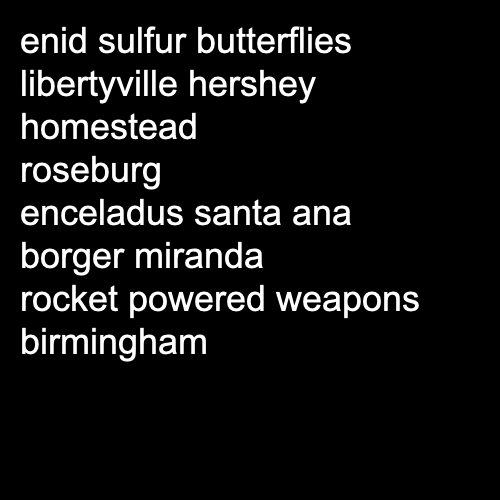 enid sulfur butterflies
libertyville hershey
homestead
roseburg
enceladus santa ana
borger miranda
rocket powered weapons
birmingham